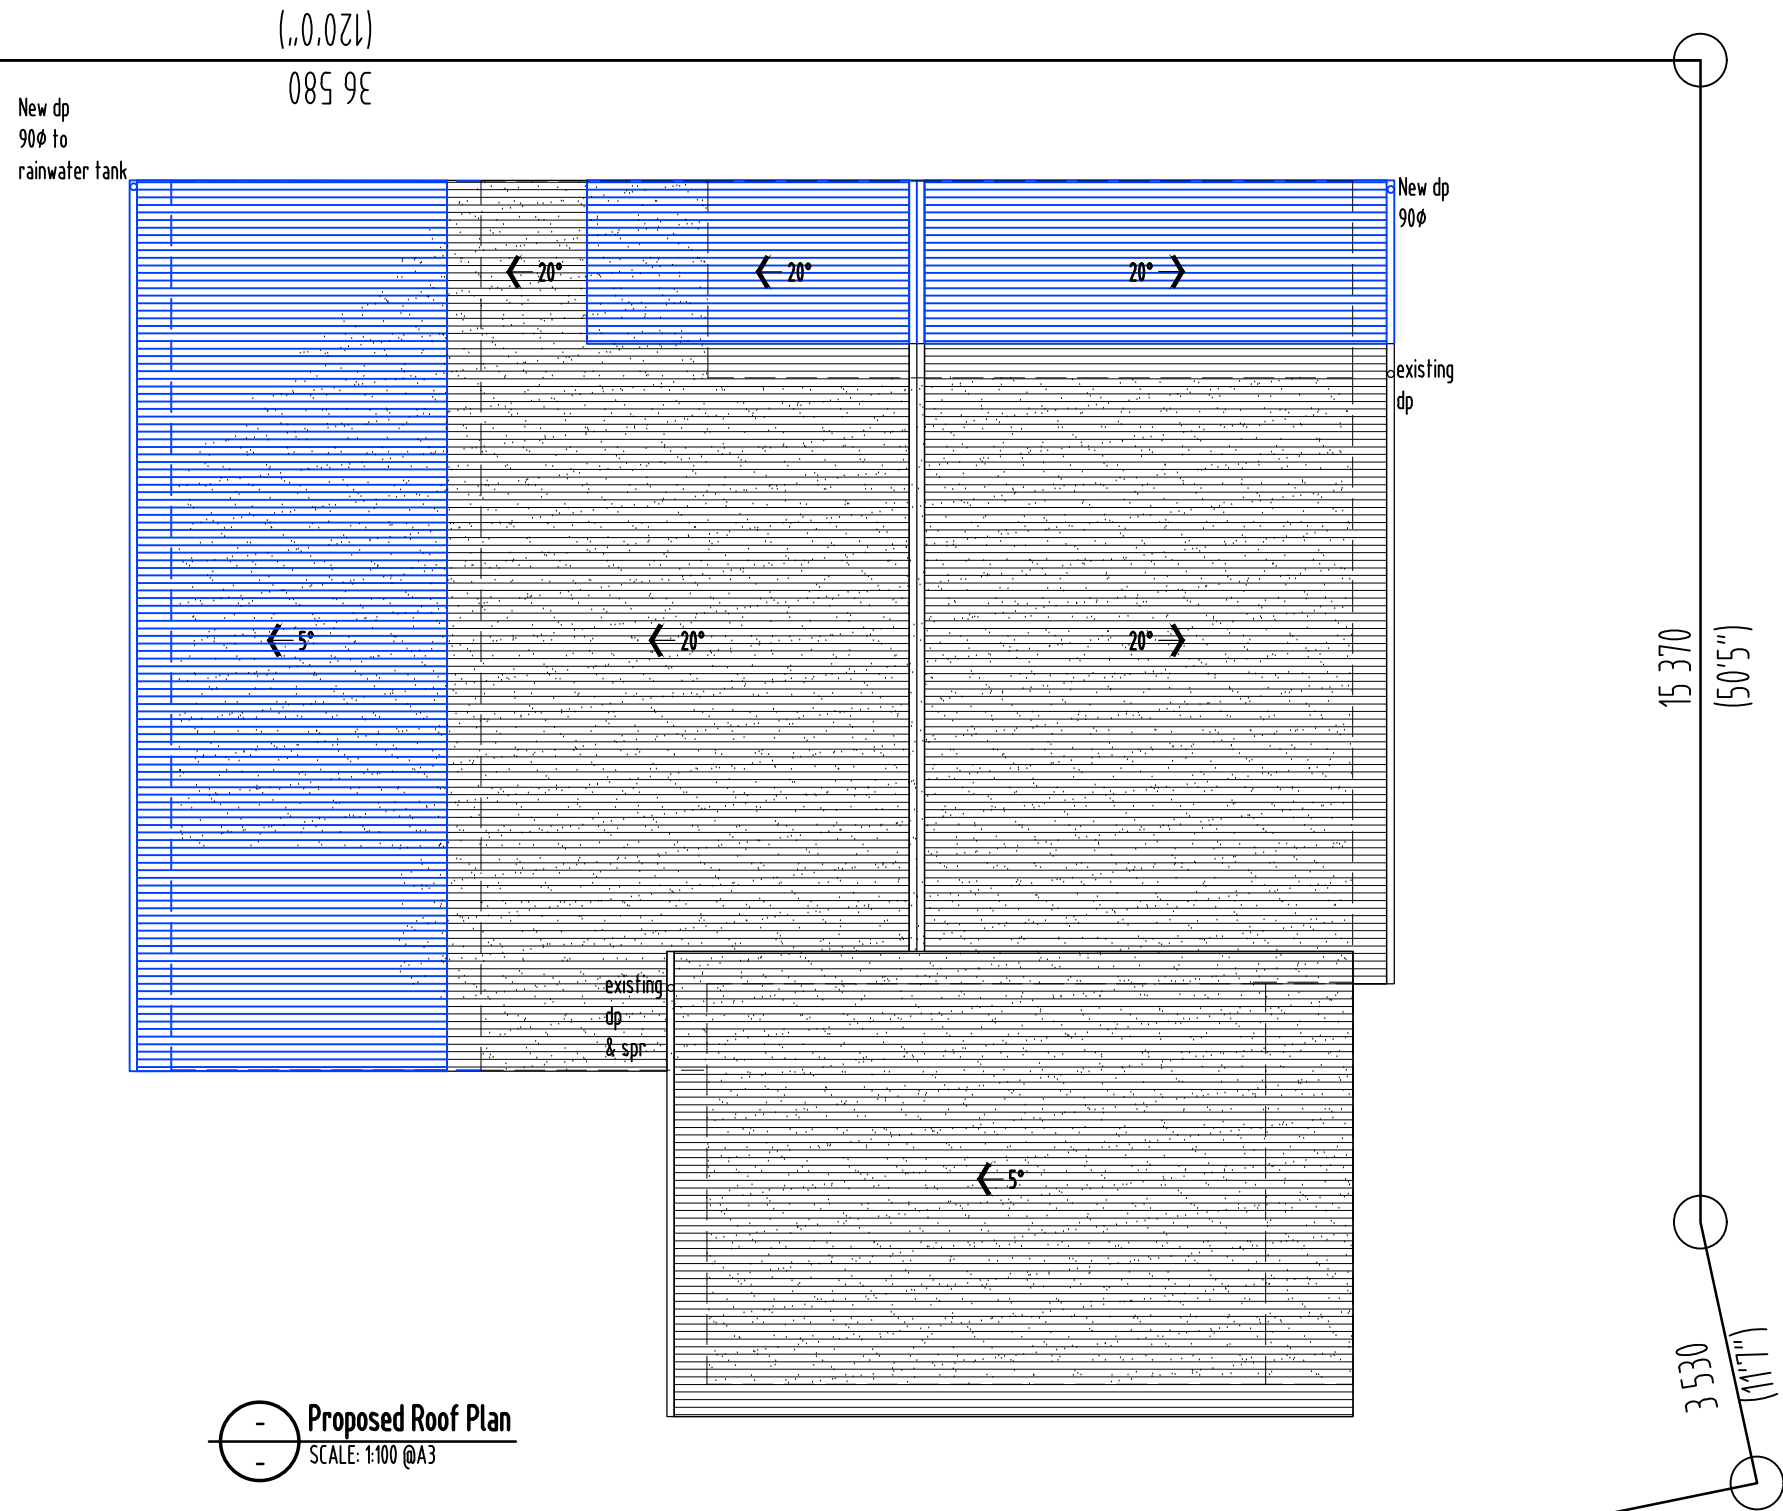 (120'0")
36 580
New dp
90ϕ to
rainwater tank
New dp
90ϕ
20°
20°
20°
existing
dp
5°
20°
20°
15 370
(50'5")
existing
dp
& spr
5°
3 530
(11'7")
-
-
Proposed Roof Plan
SCALE: 1:100 @A3